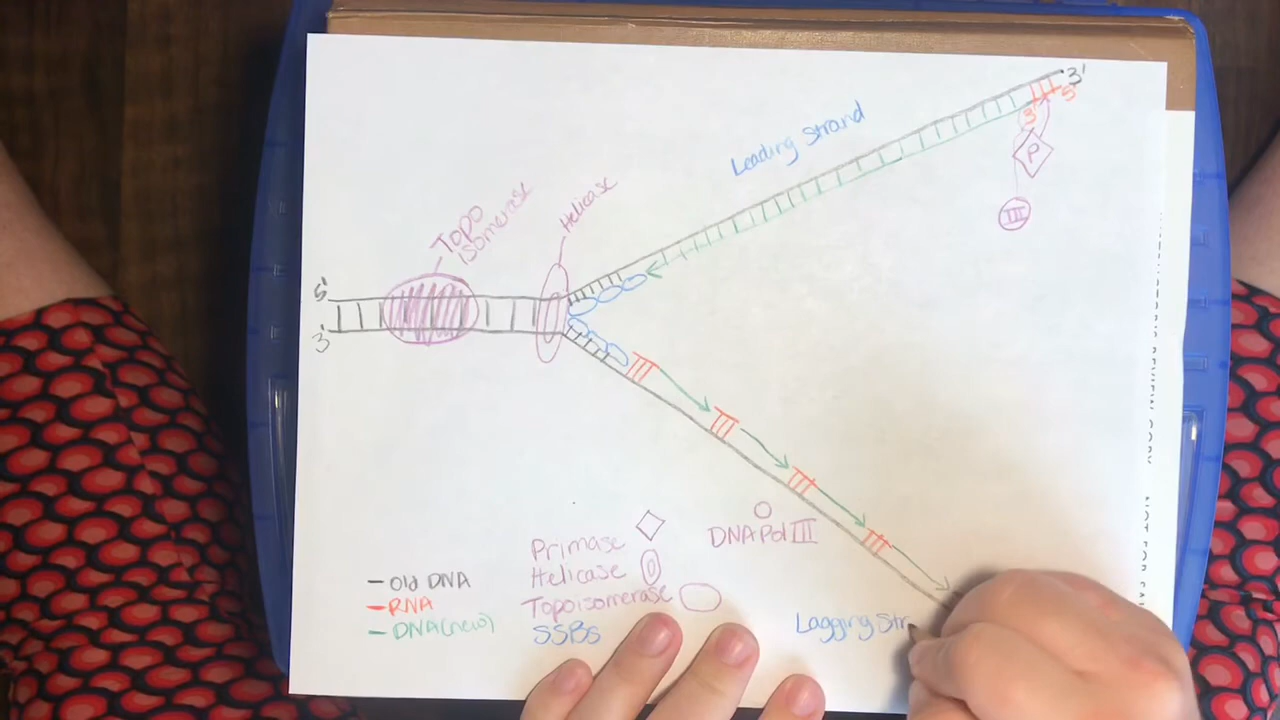 3'
5'
3'
P
III
Leading Strand
Helicase
Topo
isomerase
5'
3'
DNA Pol III
Primase
Helicase
Topoisomerase
SSBs
Old DNA
RNA
DNA(new)
Lagging Str